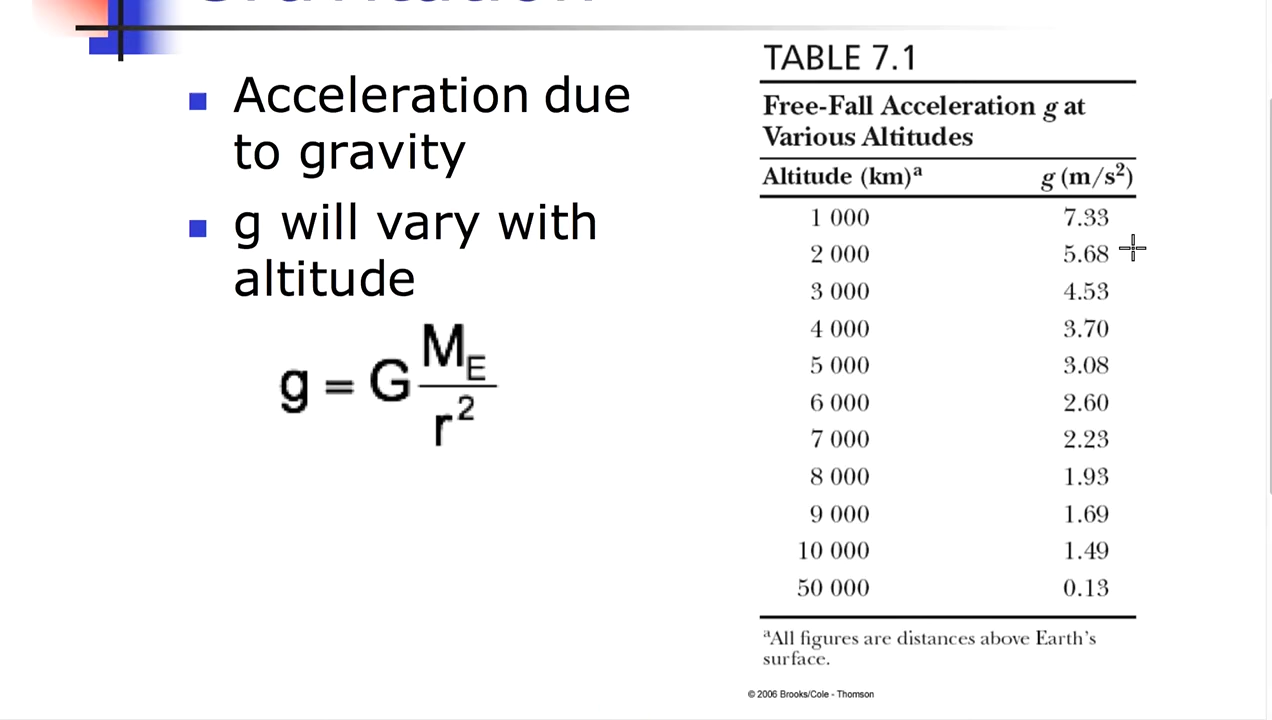 Acceleration due
to gravity
g will vary with
altitude
g = G M_E / r²
TABLE 7.1
Free-Fall Acceleration g at
Various Altitudes
Altitude (km)ᵃ g (m/s²)
1 000 7.33
2 000 5.68
3 000 4.53
4 000 3.70
5 000 3.08
6 000 2.60
7 000 2.23
8 000 1.93
9 000 1.69
10 000 1.49
50 000 0.13
ᵃAll figures are distances above Earth's
surface.
© 2006 Brooks/Cole - Thomson